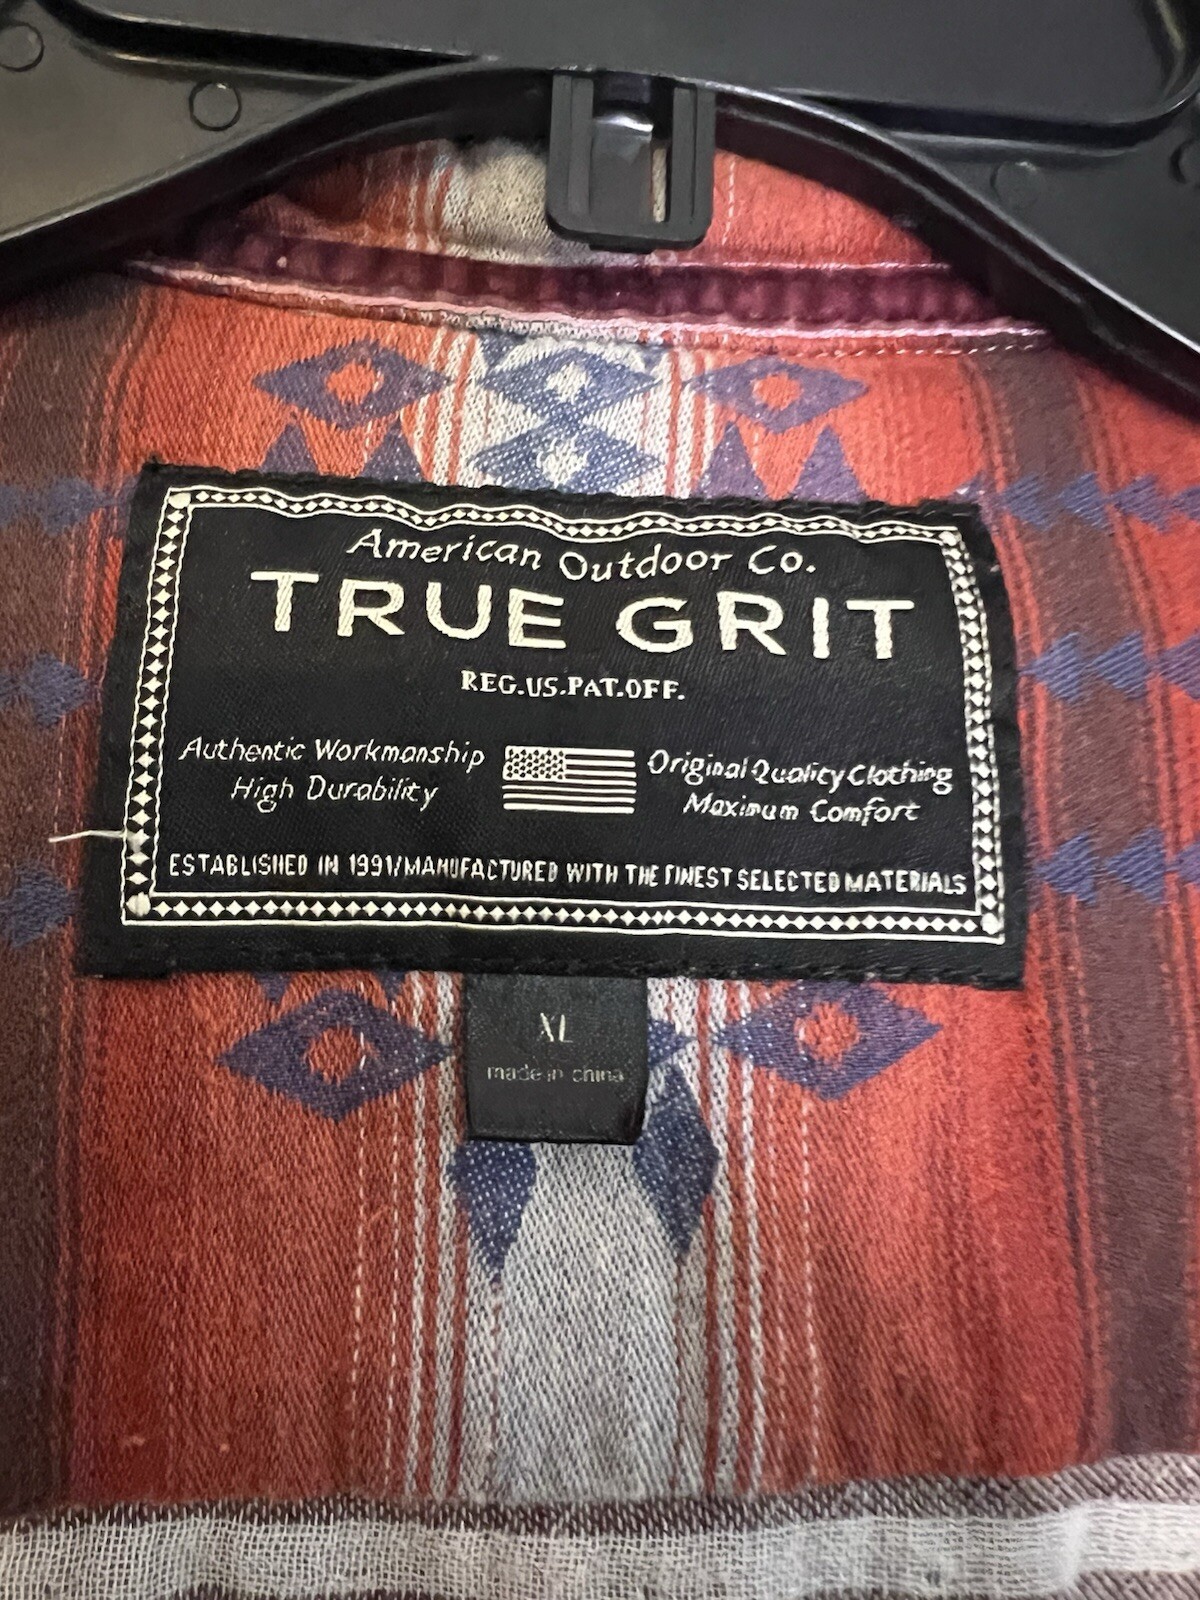 American Outdoor Co.
TRUE GRIT
REG.US.PAT.OFF.
Authentic Workmanship
High Durability
Original Quality Clothing
Maximum Comfort
ESTABLISHED IN 1991/MANUFACTURED WITH THE FINEST SELECTED MATERIALS
XL
made in china